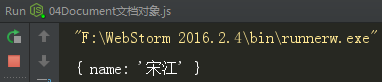 Run 04Document文档对象.js
"F:\WebStorm 2016.2.4\bin\runnerw.exe"
{ name: '宋江' }